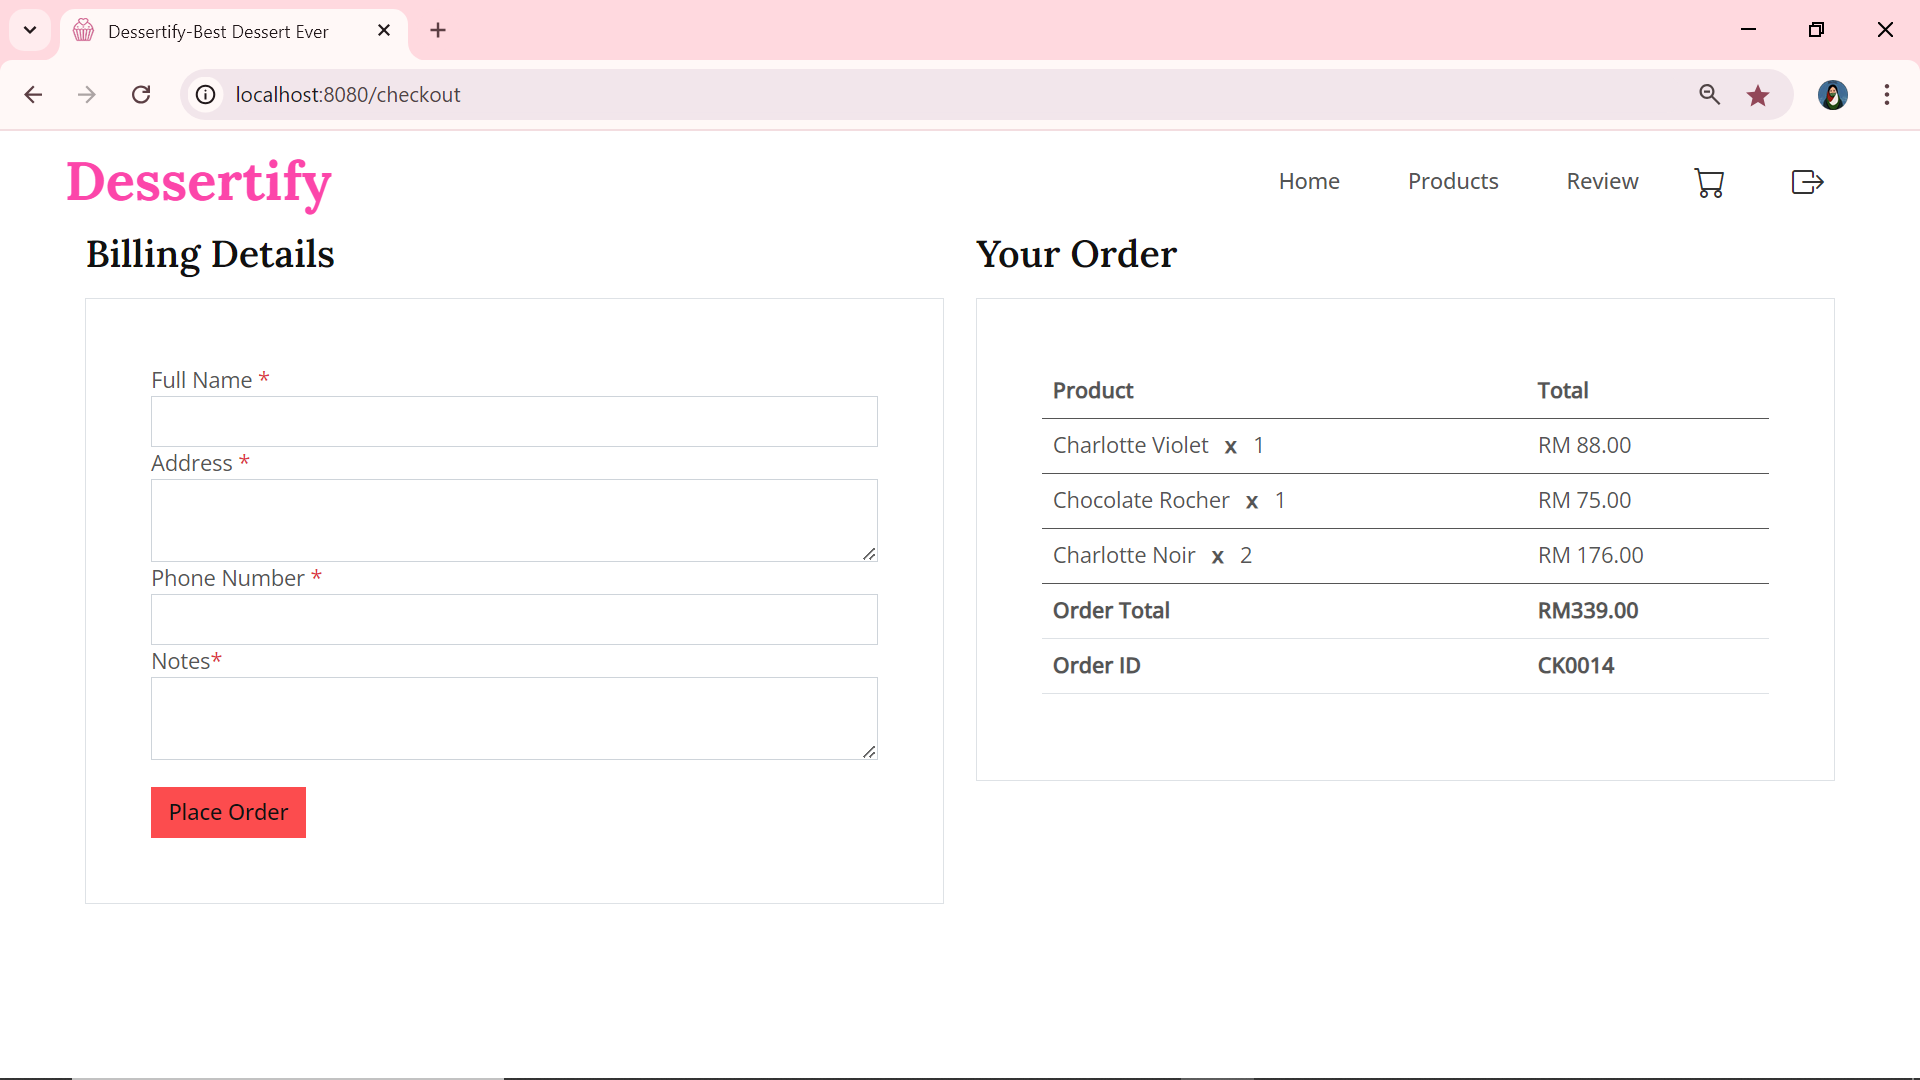 Dessertify-Best Dessert Ever
localhost:8080/checkout
Dessertify
Home Products Review
Billing Details
Full Name *
Address *
Phone Number *
Notes*
Place Order
Your Order
Product Total
Charlotte Violet x 1 RM 88.00
Chocolate Rocher x 1 RM 75.00
Charlotte Noir x 2 RM 176.00
Order Total RM339.00
Order ID CK0014